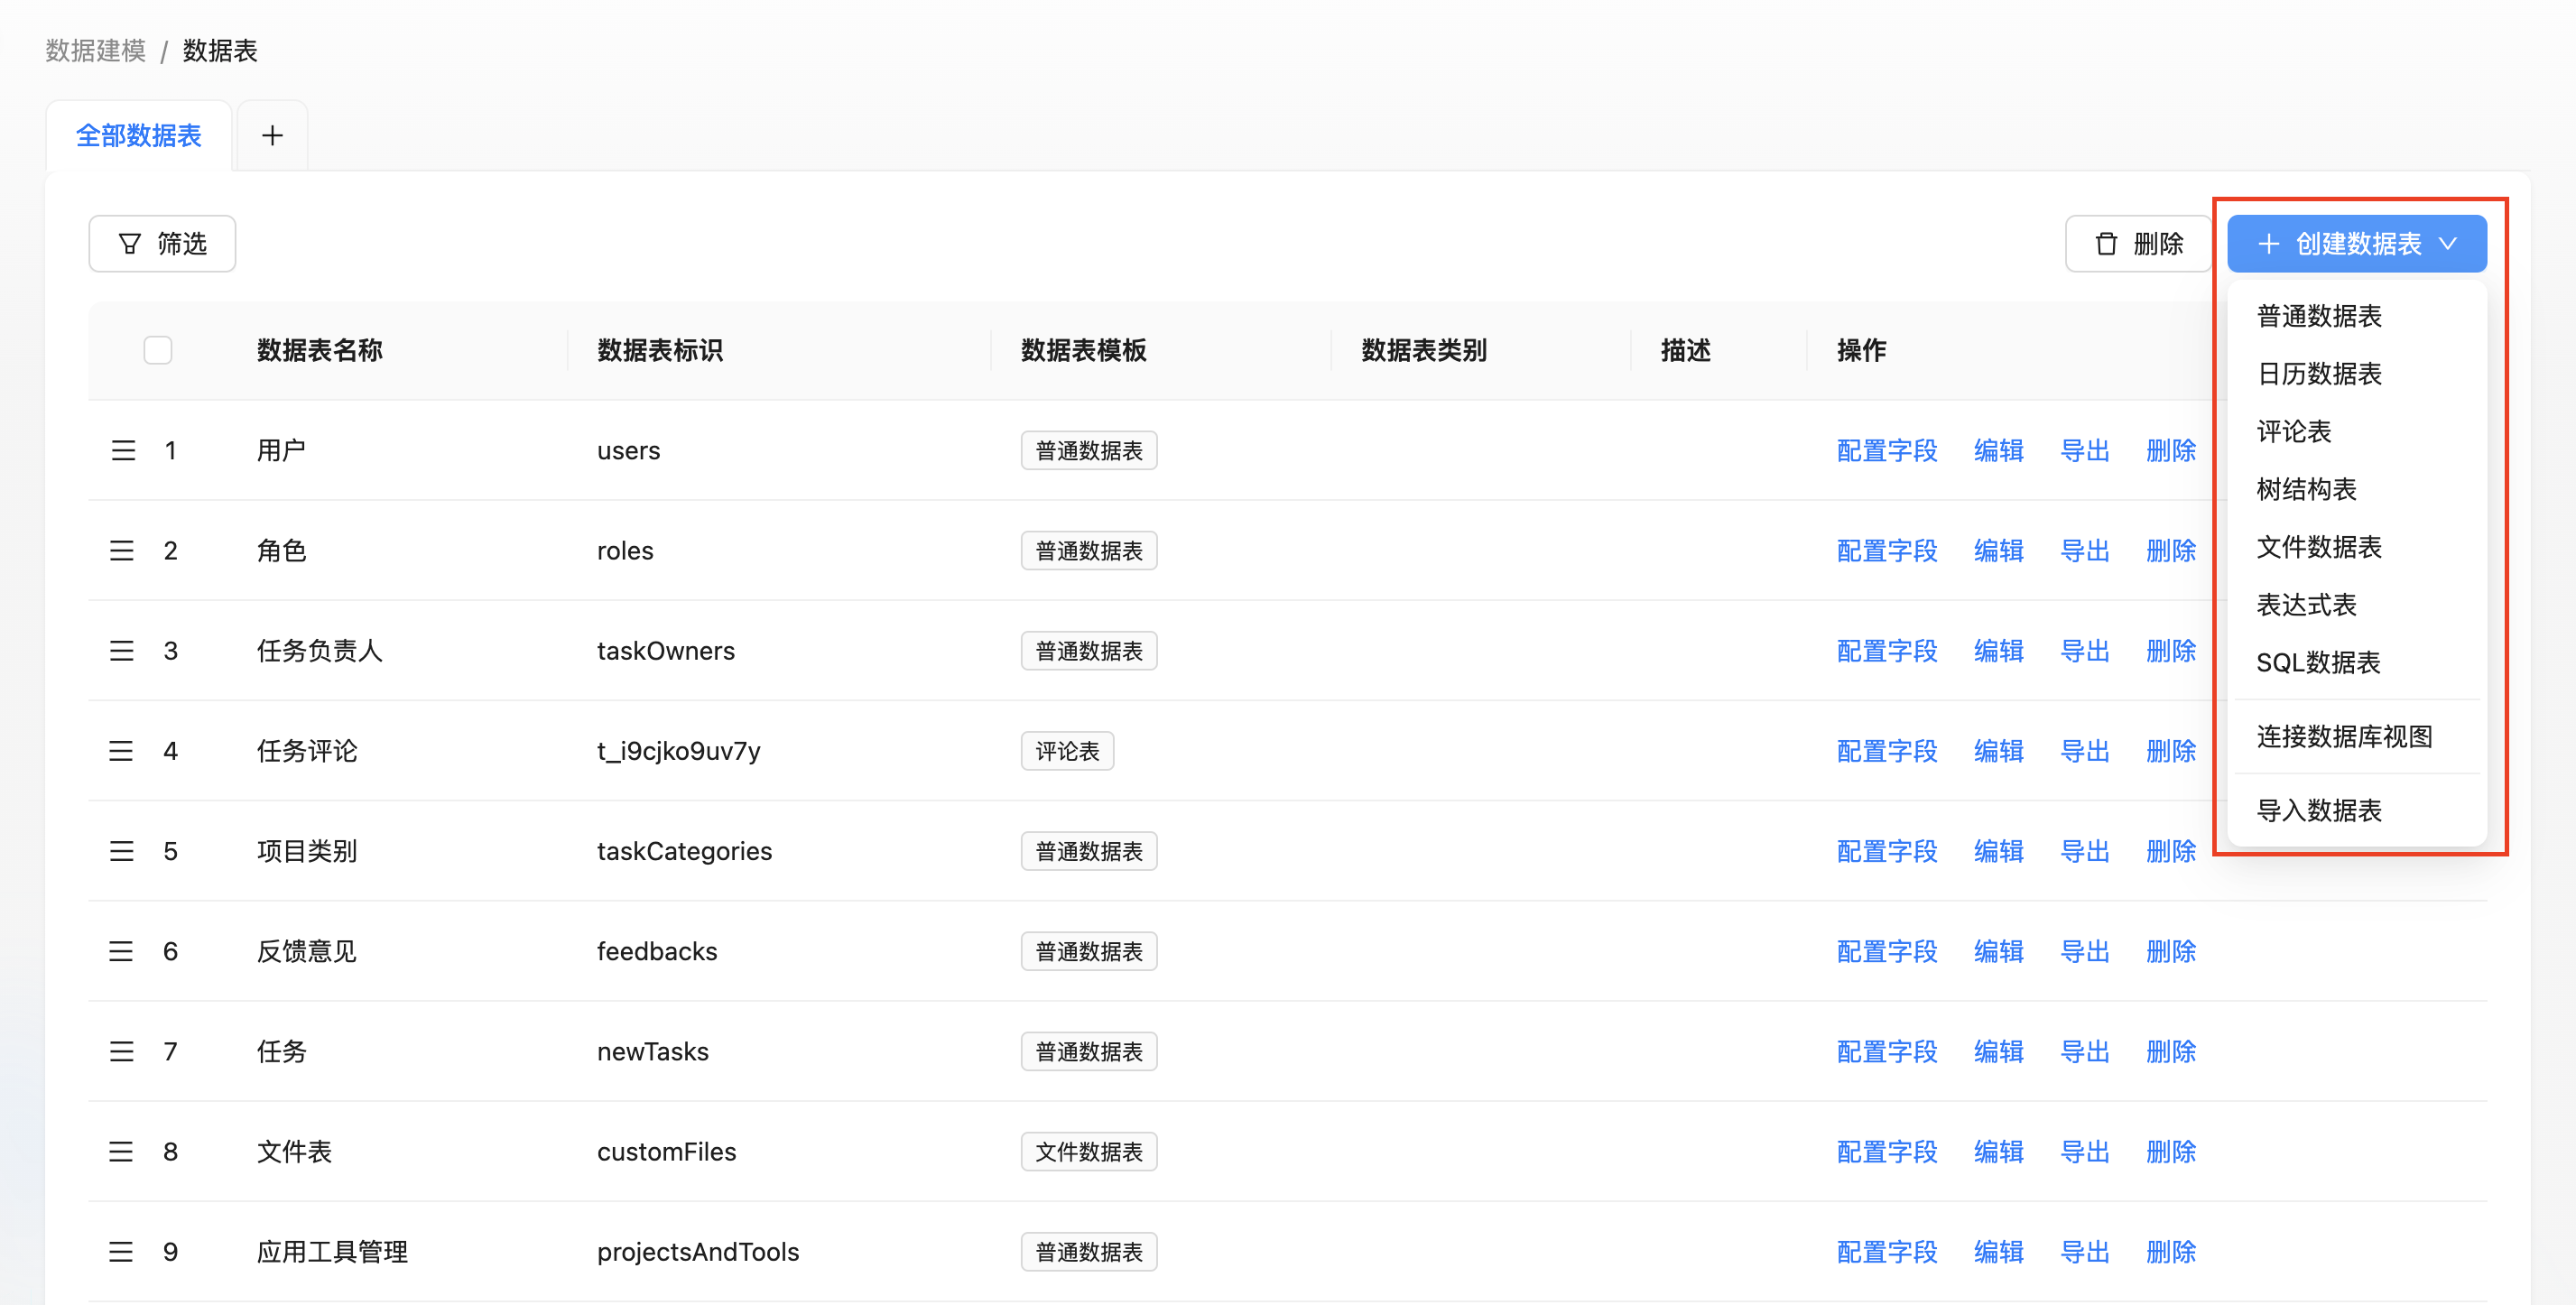 数据建模 / 数据表
全部数据表
筛选
删除
创建数据表
数据表名称 数据表标识 数据表模板 数据表类别 描述 操作
1 用户 users 普通数据表 配置字段 编辑 导出 删除
2 角色 roles 普通数据表 配置字段 编辑 导出 删除
3 任务负责人 taskOwners 普通数据表 配置字段 编辑 导出 删除
4 任务评论 t_i9cjko9uv7y 评论表 配置字段 编辑 导出 删除
5 项目类别 taskCategories 普通数据表 配置字段 编辑 导出 删除
6 反馈意见 feedbacks 普通数据表 配置字段 编辑 导出 删除
7 任务 newTasks 普通数据表 配置字段 编辑 导出 删除
8 文件表 customFiles 文件数据表 配置字段 编辑 导出 删除
9 应用工具管理 projectsAndTools 普通数据表 配置字段 编辑 导出 删除
普通数据表
日历数据表
评论表
树结构表
文件数据表
表达式表
SQL数据表
连接数据库视图
导入数据表